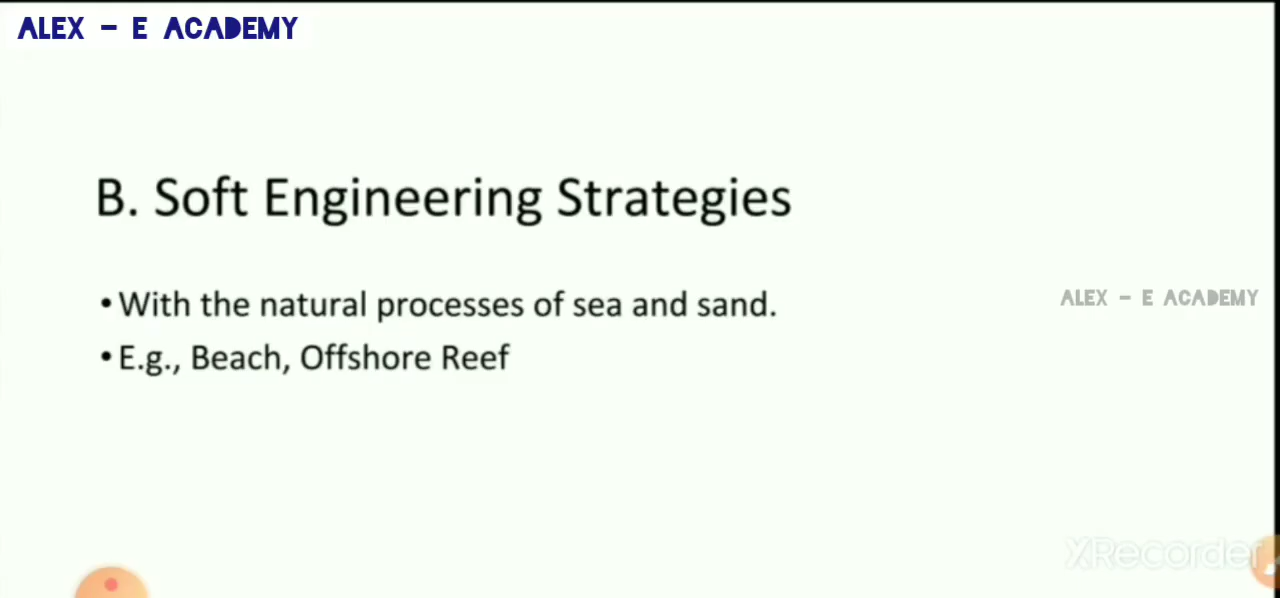 ALEX - E ACADEMY
B. Soft Engineering Strategies
• With the natural processes of sea and sand.
ALEX - E ACADEMY
• E.g., Beach, Offshore Reef
XRecorder